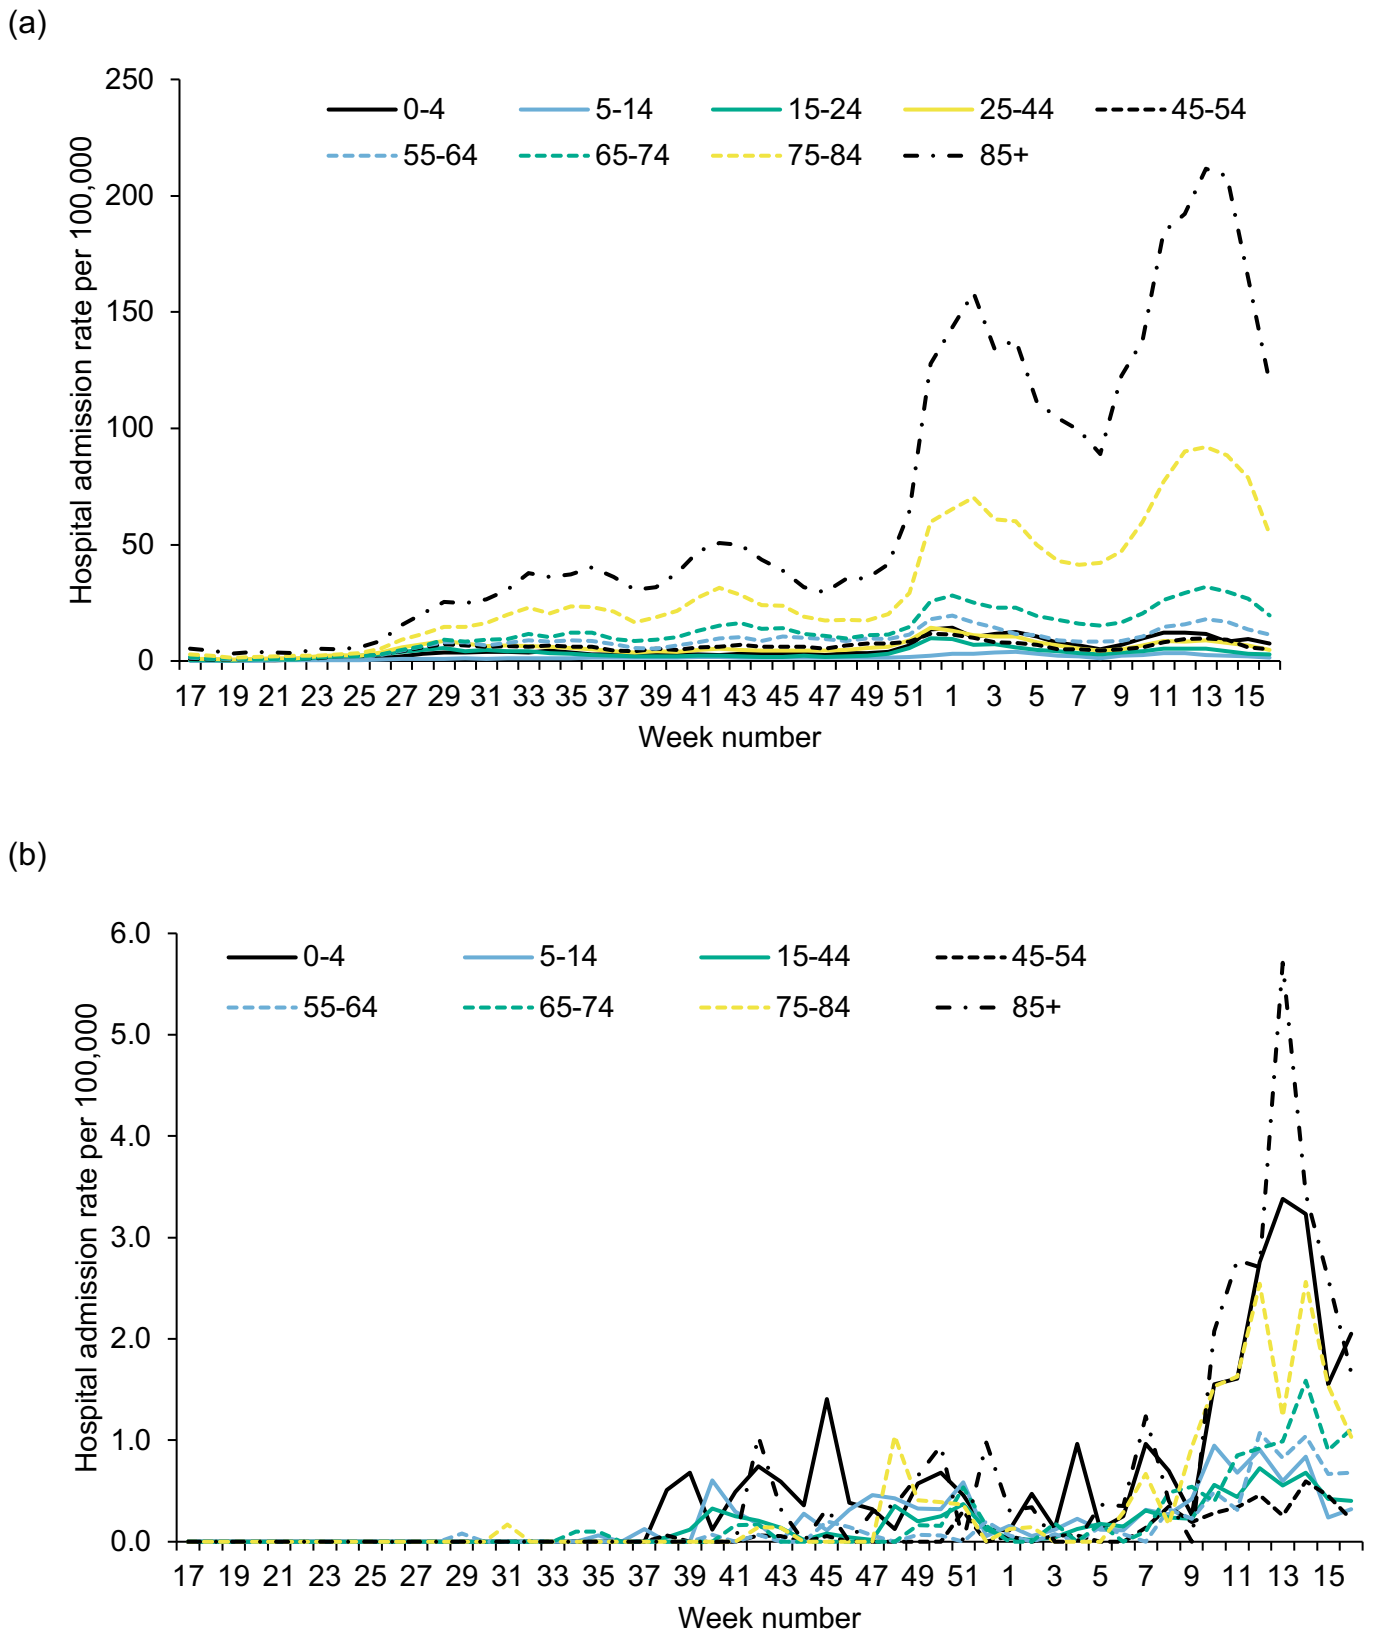 (a)
250
200
150
100
50
0
Hospital admission rate per 100,000
0-4 5-14 15-24 25-44 45-54
55-64 65-74 75-84 85+
17 19 21 23 25 27 29 31 33 35 37 39 41 43 45 47 49 51 1 3 5 7 9 11 13 15
Week number
(b)
6.0
5.0
4.0
3.0
2.0
1.0
0.0
Hospital admission rate per 100,000
0-4 5-14 15-44 45-54
55-64 65-74 75-84 85+
17 19 21 23 25 27 29 31 33 35 37 39 41 43 45 47 49 51 1 3 5 7 9 11 13 15
Week number